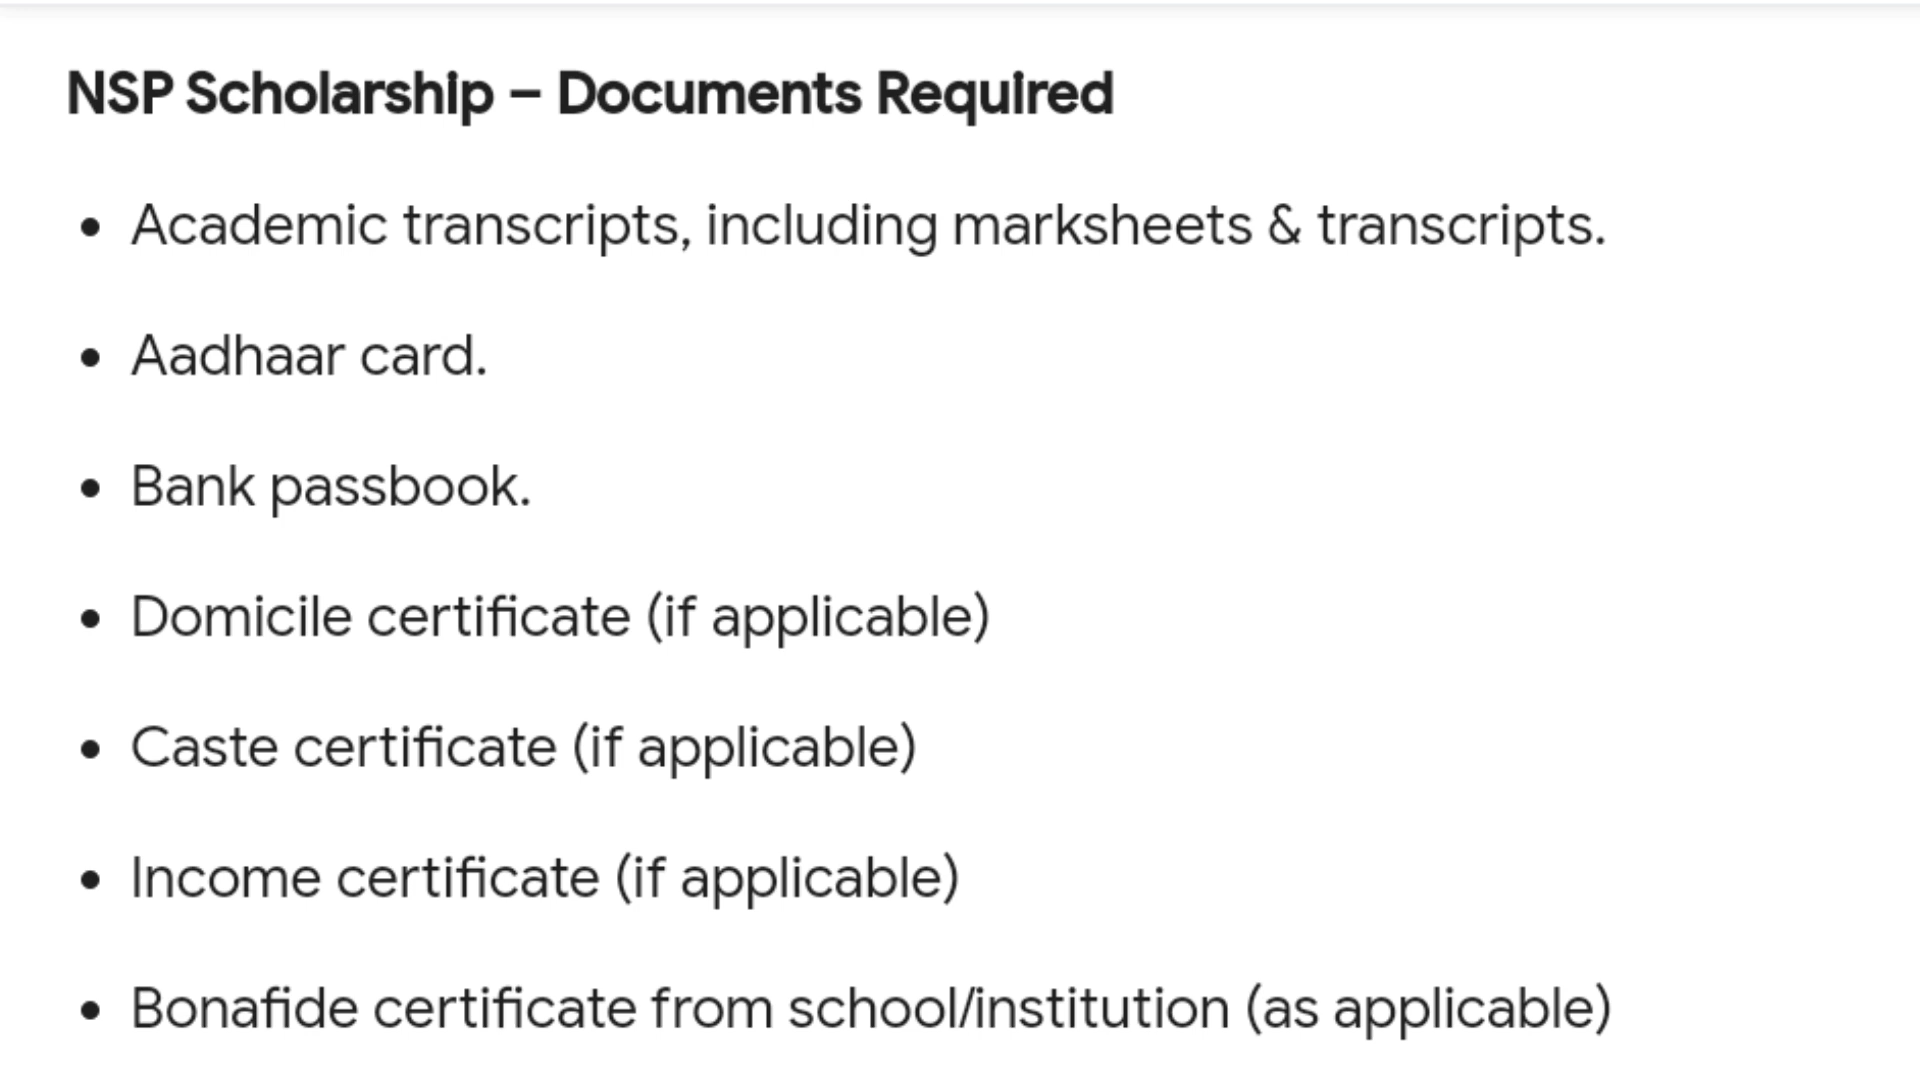 NSP Scholarship – Documents Required
• Academic transcripts, including marksheets & transcripts.
• Aadhaar card.
• Bank passbook.
• Domicile certificate (if applicable)
• Caste certificate (if applicable)
• Income certificate (if applicable)
• Bonafide certificate from school/institution (as applicable)